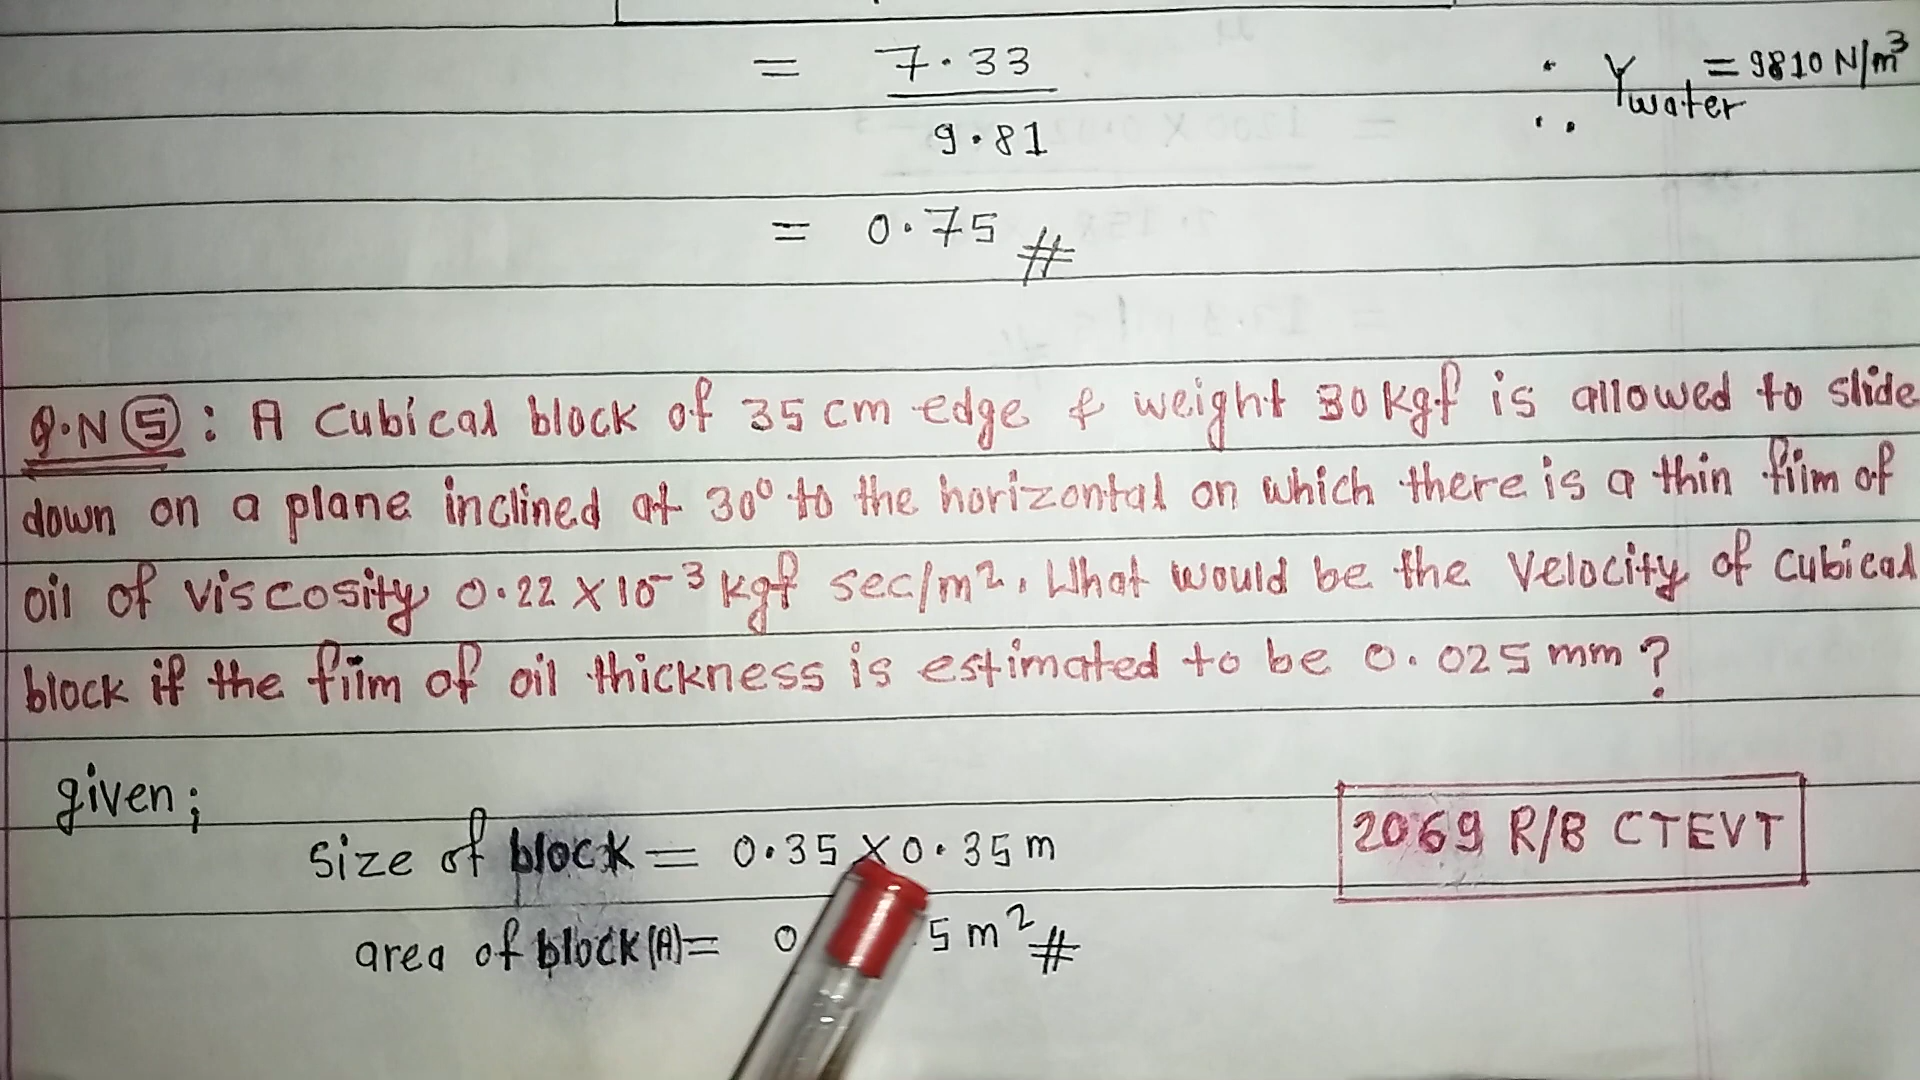 = 7.33
9.81
∵ γwater = 9810 N/m³
= 0.75 #
Q.N ⑤ : A cubical block of 35 cm edge & weight 30 kgf is allowed to slide
down on a plane inclined at 30° to the horizontal on which there is a thin film of
oil of viscosity 0.22 × 10⁻³ kgf sec/m². What would be the velocity of cubical
block if the film of oil thickness is estimated to be 0.025 mm?
given;
size of block = 0.35 × 0.35 m
2069 R/B CTEVT
area of block (A) = 0 5 m² #